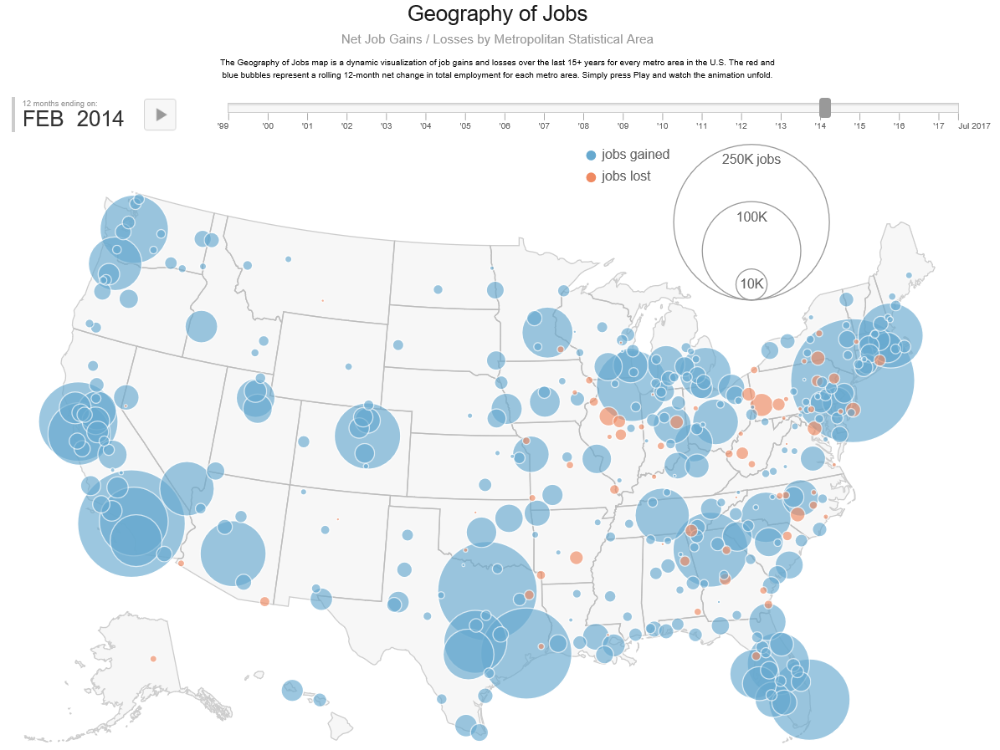 Geography of Jobs
Net Job Gains / Losses by Metropolitan Statistical Area
The Geography of Jobs map is a dynamic visualization of job gains and losses over the last 15+ years for every metro area in the U.S. The red and
blue bubbles represent a rolling 12-month net change in total employment for each metro area. Simply press Play and watch the animation unfold.
12 months ending on:
FEB 2014
'99 '00 '01 '02 '03 '04 '05 '06 '07 '08 '09 '10 '11 '12 '13 '14 '15 '16 '17 Jul 2017
jobs gained
jobs lost
250K jobs
100K
10K